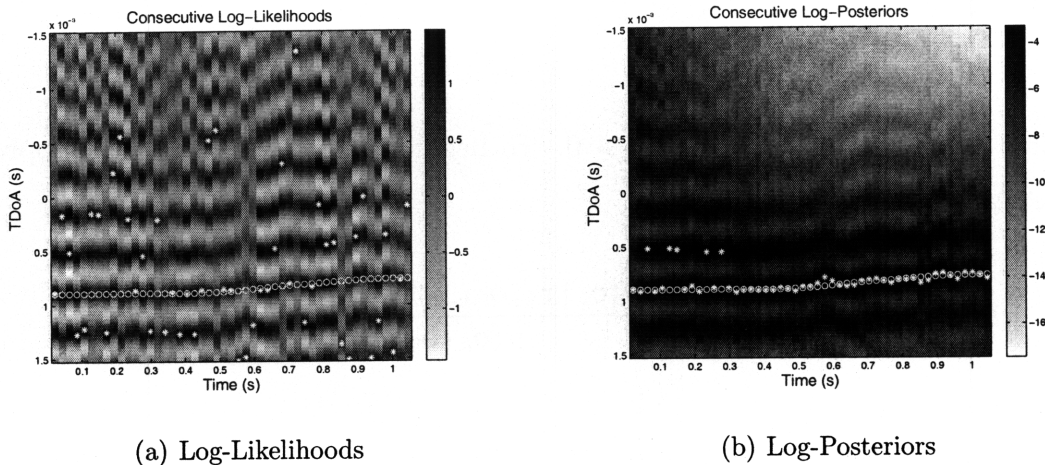 Consecutive Log-Likelihoods
x 10⁻³
-1.5
-1
-0.5
0
0.5
1
1.5
TDoA (s)
0.1 0.2 0.3 0.4 0.5 0.6 0.7 0.8 0.9 1
Time (s)
1
0.5
0
-0.5
-1
(a) Log-Likelihoods
Consecutive Log-Posteriors
x 10⁻³
-1.5
-1
-0.5
0
0.5
1
1.5
TDoA (s)
0.1 0.2 0.3 0.4 0.5 0.6 0.7 0.8 0.9 1
Time (s)
-4
-6
-8
-10
-12
-14
-16
(b) Log-Posteriors